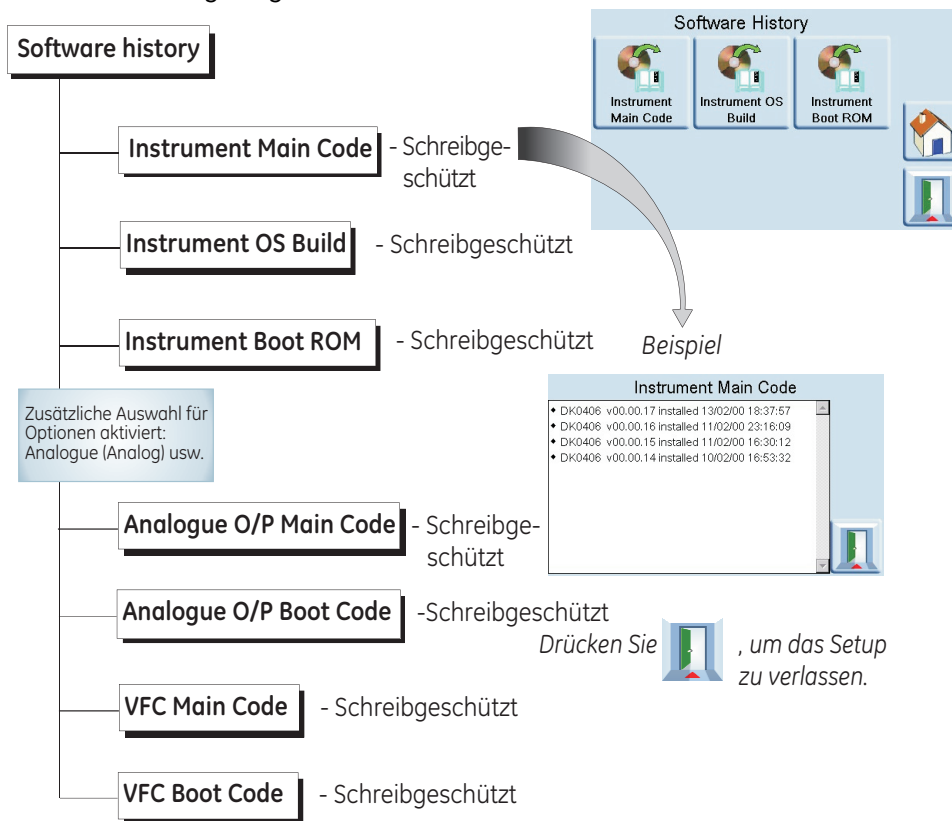 Software history
Software History
Instrument
Main Code
Instrument OS
Build
Instrument
Boot ROM
Instrument Main Code
- Schreibge-
schützt
Instrument OS Build
- Schreibgeschützt
Instrument Boot ROM
- Schreibgeschützt
Beispiel
Instrument Main Code
DK0406 v00.00.17 installed 13/02/00 18:37:57
DK0406 v00.00.16 installed 11/02/00 23:16:09
DK0406 v00.00.15 installed 11/02/00 16:30:12
DK0406 v00.00.14 installed 10/02/00 16:53:32
Zusätzliche Auswahl für
Optionen aktiviert:
Analogue (Analog) usw.
Analogue O/P Main Code
- Schreibge-
schützt
Analogue O/P Boot Code
-Schreibgeschützt
Drücken Sie , um das Setup
zu verlassen.
VFC Main Code
- Schreibgeschützt
VFC Boot Code
- Schreibgeschützt